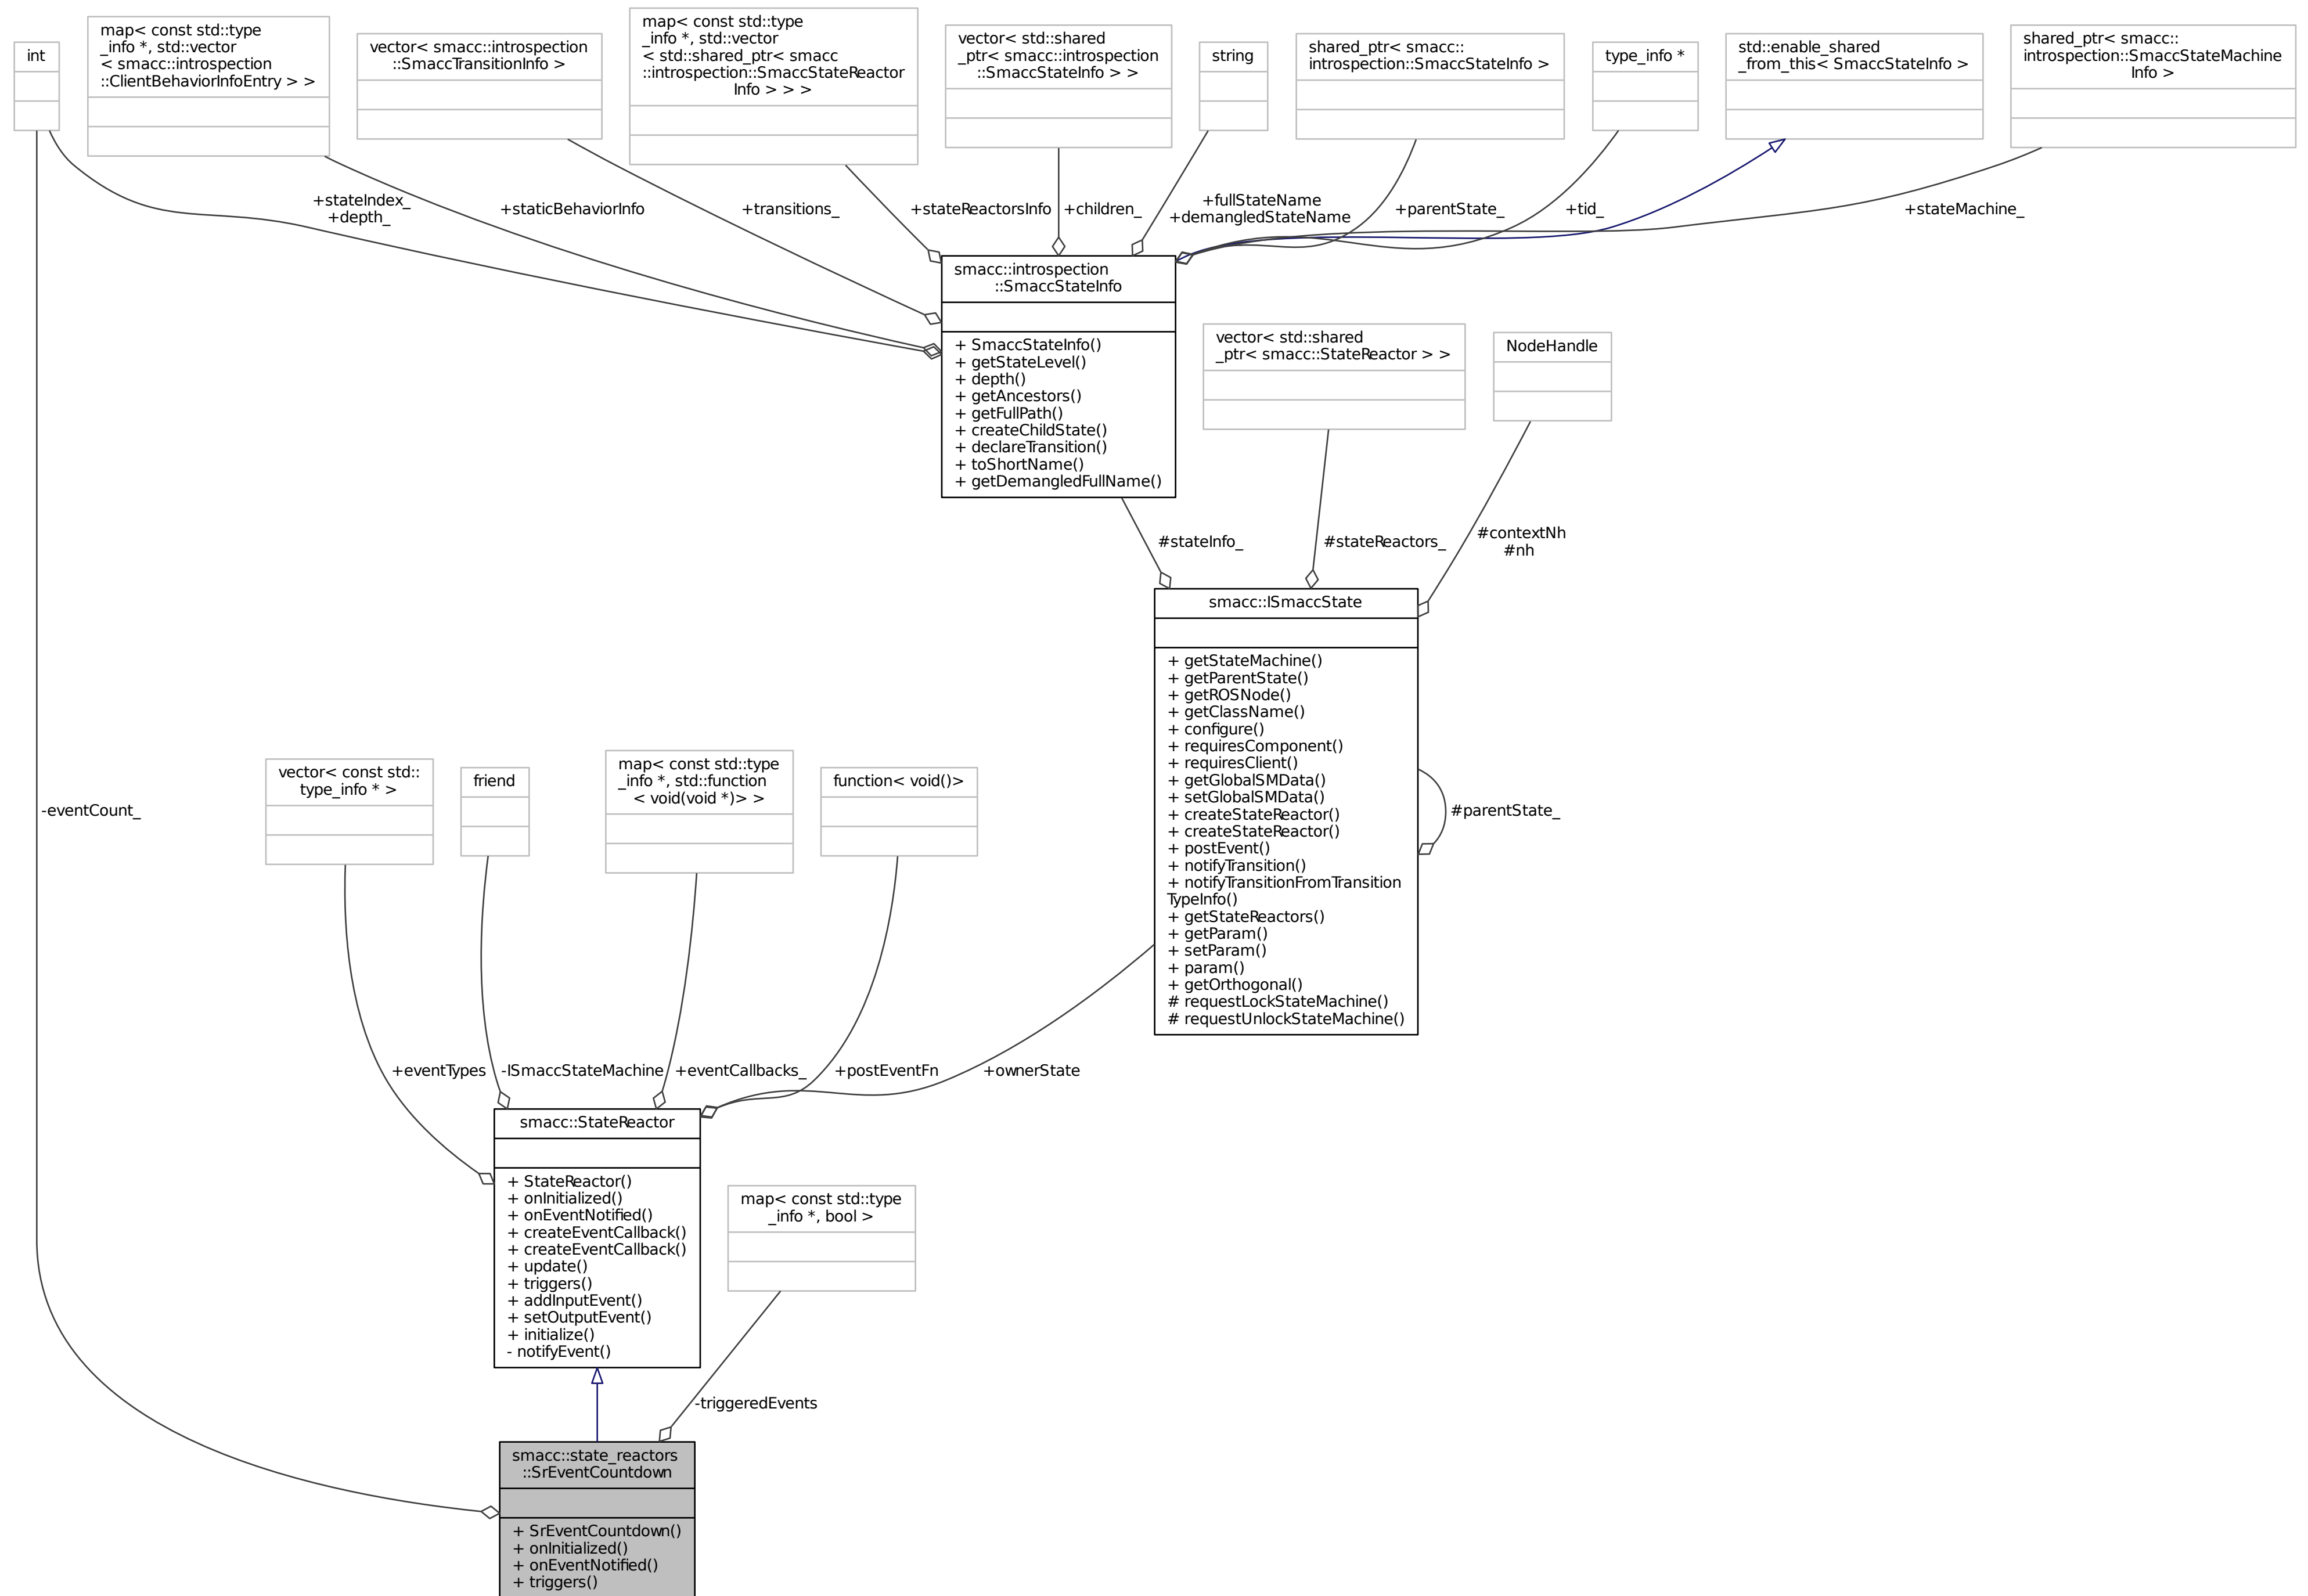 int
map< const std::type
_info *, std::vector
< smacc::introspection
::ClientBehaviorInfoEntry > >
vector< smacc::introspection
::SmaccTransitionInfo >
map< const std::type
_info *, std::vector
< std::shared_ptr< smacc
::introspection::SmaccStateReactor
Info > > >
vector< std::shared
_ptr< smacc::introspection
::SmaccStateInfo > >
string
shared_ptr< smacc::
introspection::SmaccStateInfo >
type_info *
std::enable_shared
_from_this< SmaccStateInfo >
shared_ptr< smacc::
introspection::SmaccStateMachine
Info >
+stateIndex_
+depth_
+staticBehaviorInfo
+transitions_
+stateReactorsInfo
+children_
+fullStateName
+demangledStateName
+parentState_
+tid_
+stateMachine_
smacc::introspection
::SmaccStateInfo
+ SmaccStateInfo()
+ getStateLevel()
+ depth()
+ getAncestors()
+ getFullPath()
+ createChildState()
+ declareTransition()
+ toShortName()
+ getDemangledFullName()
vector< std::shared
_ptr< smacc::StateReactor > >
NodeHandle
#stateInfo_
#stateReactors_
#contextNh
#nh
smacc::ISmaccState
+ getStateMachine()
+ getParentState()
+ getROSNode()
+ getClassName()
+ configure()
+ requiresComponent()
+ requiresClient()
+ getGlobalSMData()
+ setGlobalSMData()
+ createStateReactor()
+ createStateReactor()
+ postEvent()
+ notifyTransition()
+ notifyTransitionFromTransition
TypeInfo()
+ getStateReactors()
+ getParam()
+ setParam()
+ param()
+ getOrthogonal()
# requestLockStateMachine()
# requestUnlockStateMachine()
#parentState_
-eventCount_
vector< const std::
type_info * >
friend
map< const std::type
_info *, std::function
< void(void *)> >
function< void()>
+eventTypes
-ISmaccStateMachine
+eventCallbacks_
+postEventFn
+ownerState
smacc::StateReactor
+ StateReactor()
+ onInitialized()
+ onEventNotified()
+ createEventCallback()
+ createEventCallback()
+ update()
+ triggers()
+ addInputEvent()
+ setOutputEvent()
+ initialize()
- notifyEvent()
map< const std::type
_info *, bool >
-triggeredEvents
smacc::state_reactors
::SrEventCountdown
+ SrEventCountdown()
+ onInitialized()
+ onEventNotified()
+ triggers()